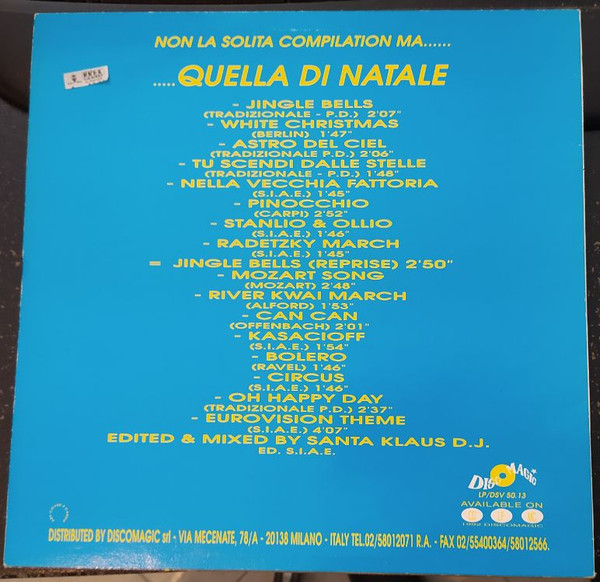 NON LA SOLITA COMPILATION MA......
.....QUELLA DI NATALE
- JINGLE BELLS
(TRADIZIONALE - P.D.) 2'07"
- WHITE CHRISTMAS
(BERLIN) 1'47"
- ASTRO DEL CIEL
(TRADIZIONALE P.D.) 2'06"
- TU SCENDI DALLE STELLE
(TRADIZIONALE - P.D.) 1'48"
- NELLA VECCHIA FATTORIA
(S.I.A.E.) 1'45"
- PINOCCHIO
(CARPI) 2'52"
- STANLIO & OLLIO
(S.I.A.E.) 1'46"
- RADETZKY MARCH
(S.I.A.E.) 1'45"
= JINGLE BELLS (REPRISE) 2'50"
- MOZART SONG
(MOZART) 2'48"
- RIVER KWAI MARCH
(ALFORD) 1'53"
- CAN CAN
(OFFENBACH) 2'01"
- KASACIOFF
(S.I.A.E.) 1'54"
- BOLERO
(RAVEL) 1'46"
- CIRCUS
(S.I.A.E.) 1'46"
- OH HAPPY DAY
(TRADIZIONALE P.D.) 2'37"
- EUROVISION THEME
(S.I.A.E.) 4'07"
EDITED & MIXED BY SANTA KLAUS D.J.
ED. S.I.A.E.
DISCOMAGIC
LP/DSV 50.13
AVAILABLE ON
1992 DISCOMAGIC
DISTRIBUTED BY DISCOMAGIC srl - VIA MECENATE, 78/A - 20138 MILANO - ITALY TEL.02/58012071 R.A. - FAX 02/55400364/58012566.